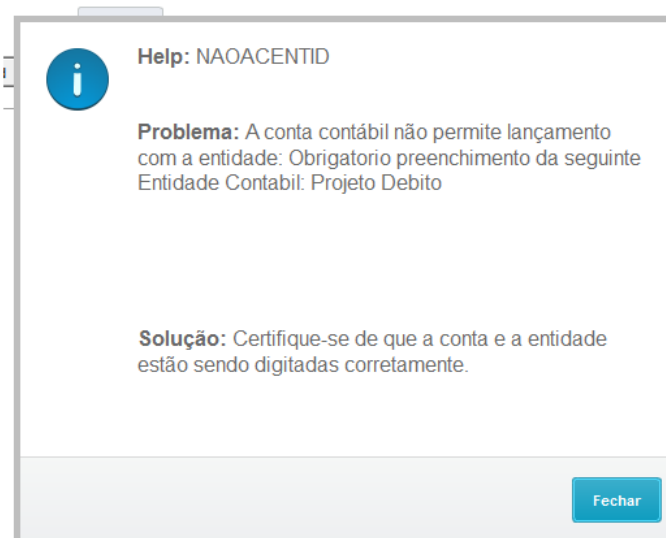 Help: NAOACENTID
Problema: A conta contábil não permite lançamento
com a entidade: Obrigatorio preenchimento da seguinte
Entidade Contabil: Projeto Debito
Solução: Certifique-se de que a conta e a entidade
estão sendo digitadas corretamente.
Fechar